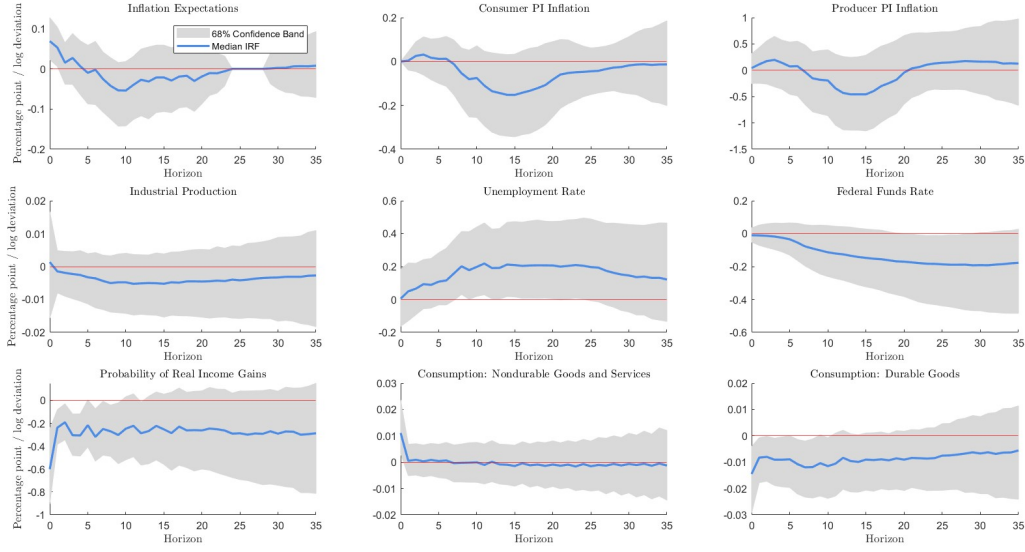 Inflation Expectations
Percentage point / log deviation
0.1
0
-0.1
-0.2
68% Confidence Band
Median IRF
0 5 10 15 20 25 30 35
Horizon
Consumer PI Inflation
0.2
0
-0.2
-0.4
0 5 10 15 20 25 30 35
Horizon
Producer PI Inflation
1
0.5
0
-0.5
-1
-1.5
0 5 10 15 20 25 30 35
Horizon
Industrial Production
Percentage point / log deviation
0.02
0.01
0
-0.01
-0.02
0 5 10 15 20 25 30 35
Horizon
Unemployment Rate
0.6
0.4
0.2
0
0.2
0 5 10 15 20 25 30 35
Horizon
Federal Funds Rate
0.2
0
-0.2
-0.4
-0.6
0 5 10 15 20 25 30 35
Horizon
Probability of Real Income Gains
Percentage point / log deviation
0
-0.2
-0.4
-0.6
-0.8
-1
0 5 10 15 20 25 30 35
Horizon
Consumption: Nondurable Goods and Services
0.03
0.02
0.01
0
-0.01
-0.02
0 5 10 15 20 25 30 35
Horizon
Consumption: Durable Goods
0.02
0.01
0
-0.01
-0.02
-0.03
0 5 10 15 20 25 30 35
Horizon